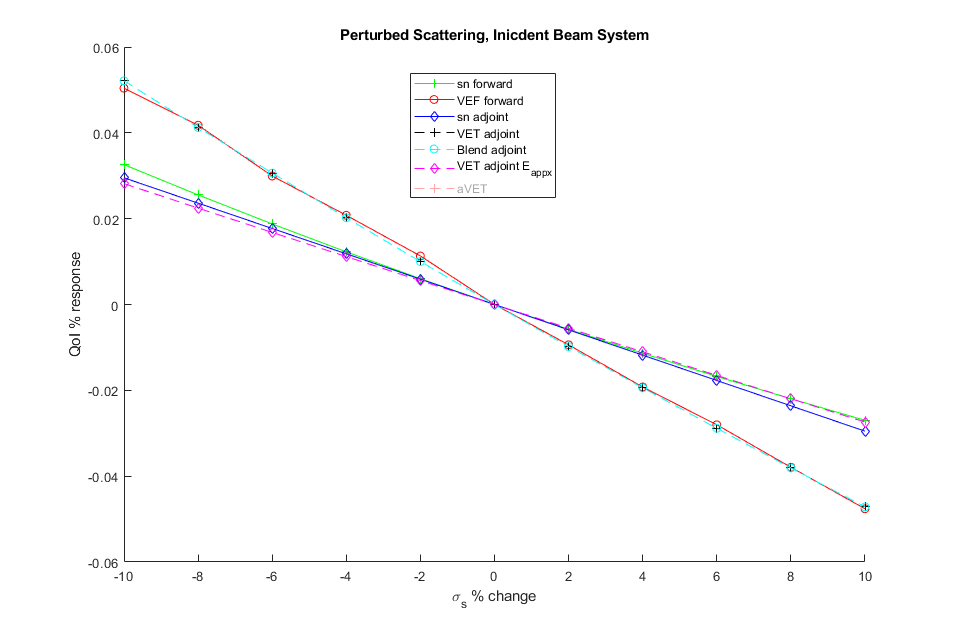 Perturbed Scattering, Inicdent Beam System
0.06
0.04
0.02
0
-0.02
-0.04
-0.06
QoI % response
sn forward
VEF forward
sn adjoint
VET adjoint
Blend adjoint
VET adjoint E_appx
aVET
-10 -8 -6 -4 -2 0 2 4 6 8 10
σ_s % change